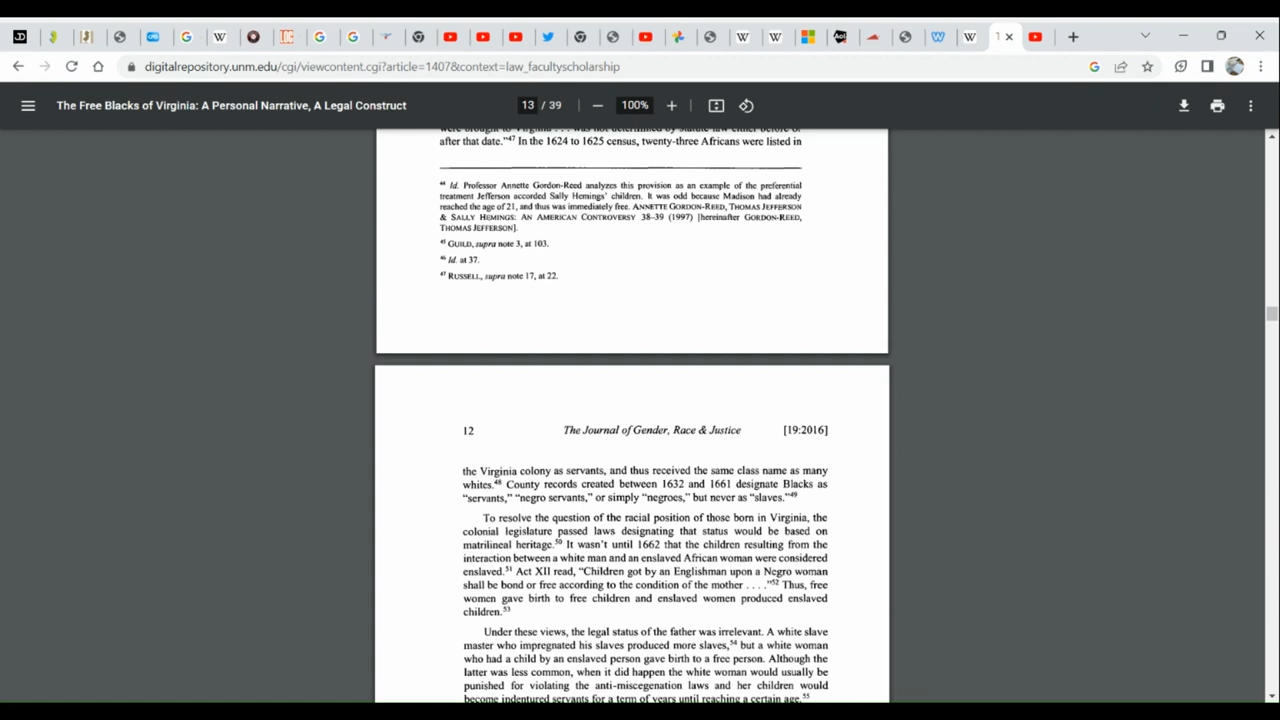 digitalrepository.unm.edu/cgi/viewcontent.cgi?article=1407&context=law_facultyscholarship
The Free Blacks of Virginia: A Personal Narrative, A Legal Construct
13 / 39
100%
were brought to Virginia . . . was not determined by statute law either before or
after that date."47 In the 1624 to 1625 census, twenty-three Africans were listed in
44 Id. Professor Annette Gordon-Reed analyzes this provision as an example of the preferential
treatment Jefferson accorded Sally Hemings' children. It was odd because Madison had already
reached the age of 21, and thus was immediately free. ANNETTE GORDON-REED, THOMAS JEFFERSON
& SALLY HEMINGS: AN AMERICAN CONTROVERSY 38–39 (1997) [hereinafter GORDON-REED,
THOMAS JEFFERSON].
45 GUILD, supra note 3, at 103.
46 Id. at 37.
47 RUSSELL, supra note 17, at 22.
12 The Journal of Gender, Race & Justice [19:2016]
the Virginia colony as servants, and thus received the same class name as many
whites.48 County records created between 1632 and 1661 designate Blacks as
"servants," "negro servants," or simply "negroes," but never as "slaves."49
To resolve the question of the racial position of those born in Virginia, the
colonial legislature passed laws designating that status would be based on
matrilineal heritage.50 It wasn't until 1662 that the children resulting from the
interaction between a white man and an enslaved African woman were considered
enslaved.51 Act XII read, "Children got by an Englishman upon a Negro woman
shall be bond or free according to the condition of the mother . . . ."52 Thus, free
women gave birth to free children and enslaved women produced enslaved
children.53
Under these views, the legal status of the father was irrelevant. A white slave
master who impregnated his slaves produced more slaves,54 but a white woman
who had a child by an enslaved person gave birth to a free person. Although the
latter was less common, when it did happen the white woman would usually be
punished for violating the anti-miscegenation laws and her children would
become indentured servants for a term of years until reaching a certain age.55